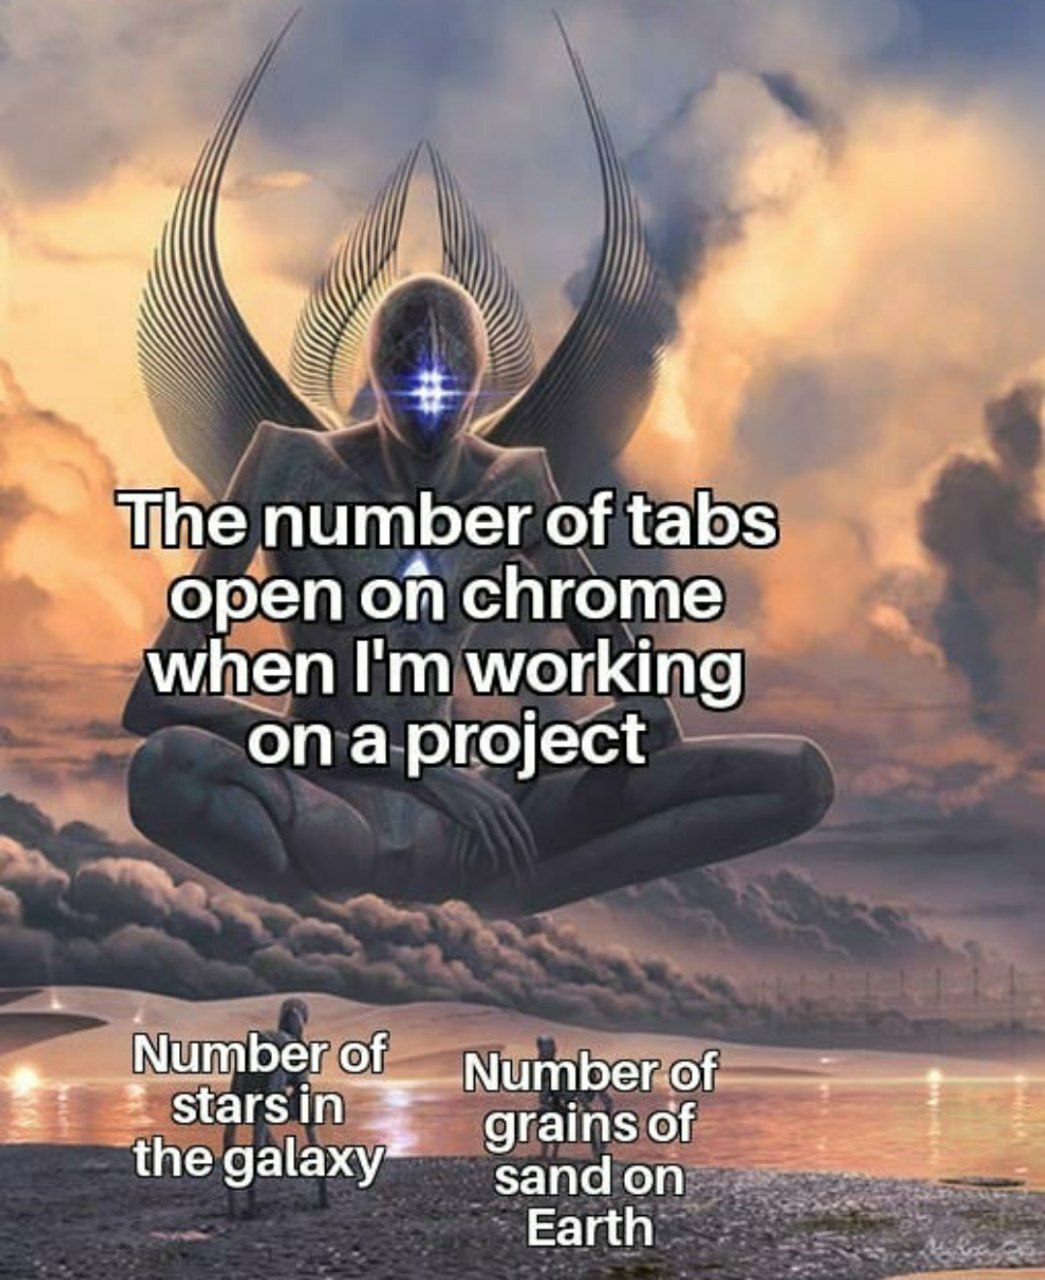 The number of tabs
open on chrome
when I'm working
on a project
Number of
stars in
the galaxy
Number of
grains of
sand on
Earth